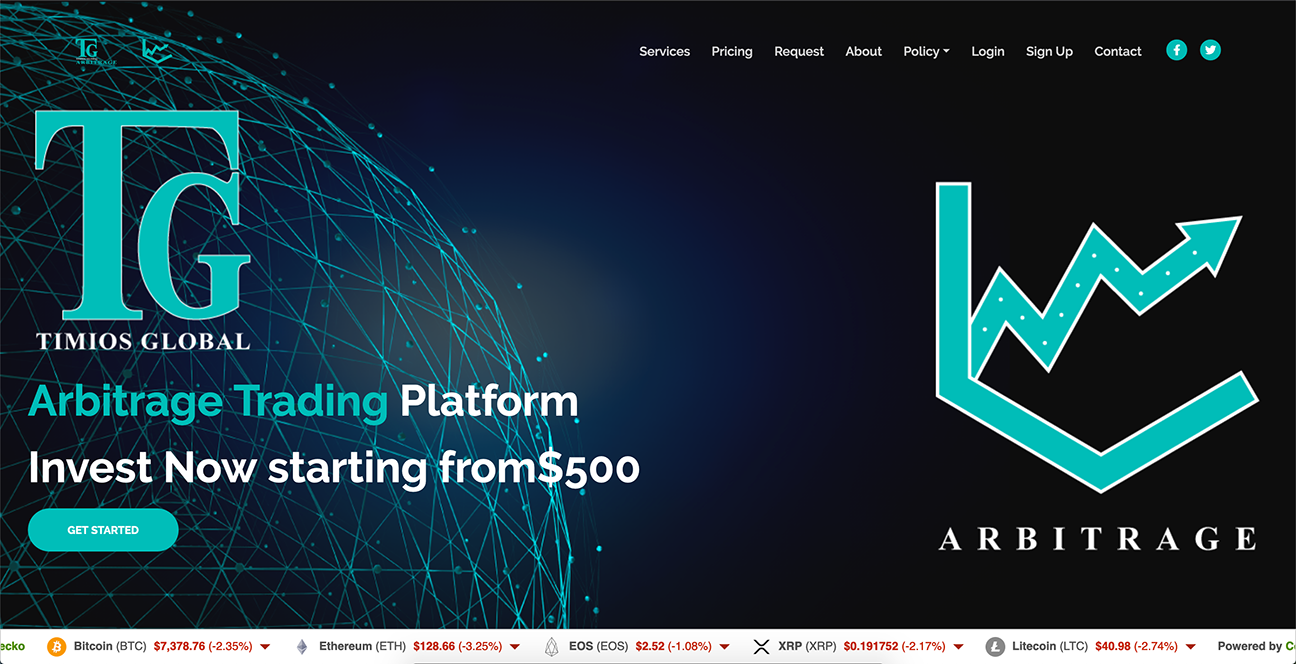 TG
ARBITRAGE
Services Pricing Request About Policy Login Sign Up Contact
TG
TIMIOS GLOBAL
Arbitrage Trading Platform
Invest Now starting from$500
GET STARTED
ARBITRAGE
ecko Bitcoin (BTC) $7,378.76 (-2.35%) Ethereum (ETH) $128.66 (-3.25%) EOS (EOS) $2.52 (-1.08%) XRP (XRP) $0.191752 (-2.17%) Litecoin (LTC) $40.98 (-2.74%) Powered by C